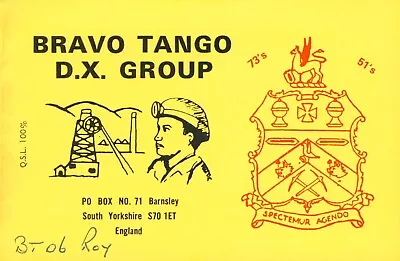 BRAVO TANGO
D.X. GROUP
73's
51's
Q.S.L. 100%
PO BOX NO. 71 Barnsley
South Yorkshire S70 1ET
England
SPECTEMUR AGENDO
BT 06 Roy